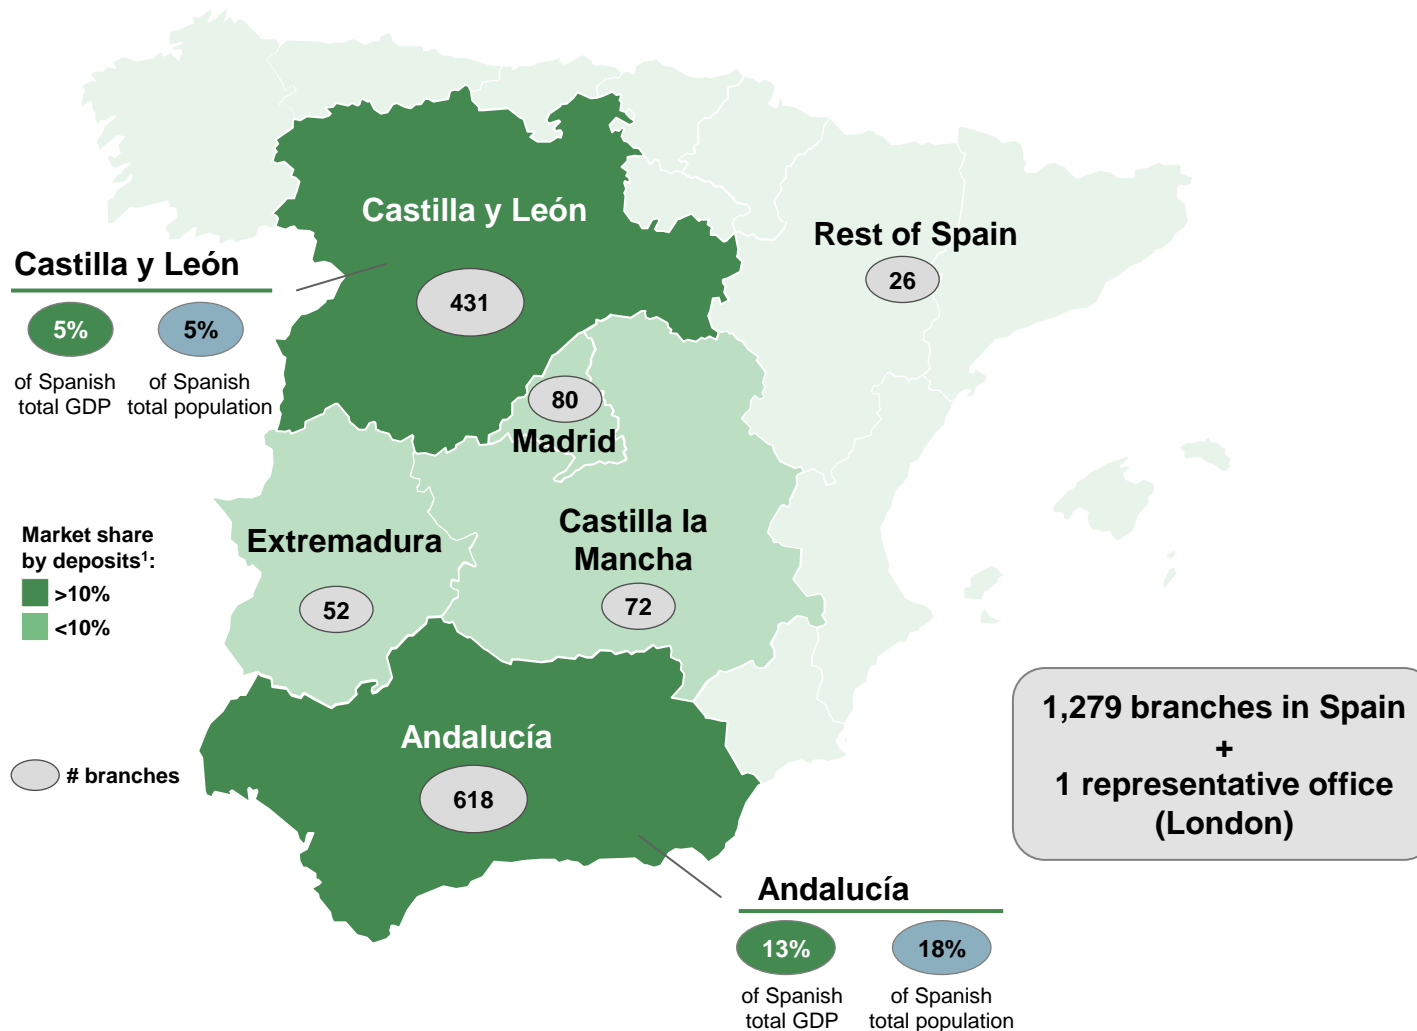 Castilla y León
431
Rest of Spain
26
Castilla y León
5%
5%
of Spanish
total GDP
of Spanish
total population
80
Madrid
Market share
by deposits¹:
>10%
<10%
Extremadura
52
Castilla la
Mancha
72
Andalucía
618
# branches
1,279 branches in Spain
+
1 representative office
(London)
Andalucía
13%
18%
of Spanish
total GDP
of Spanish
total population